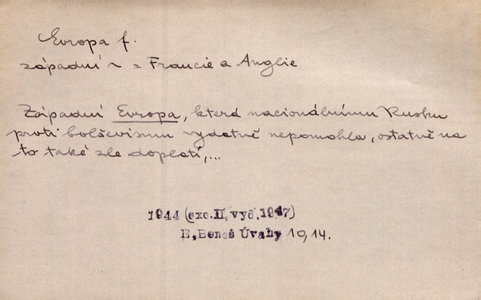 Evropa f.
západní ~ = Francie a Anglie
Západní Evropa, která nacionálnímu Rusku
proti bolševismu vydatně nepomohla, ostatně na
to také zle doplatí,...
1944 (exc.II.vyd.1947)
E.Beneš Úvahy 10,14.